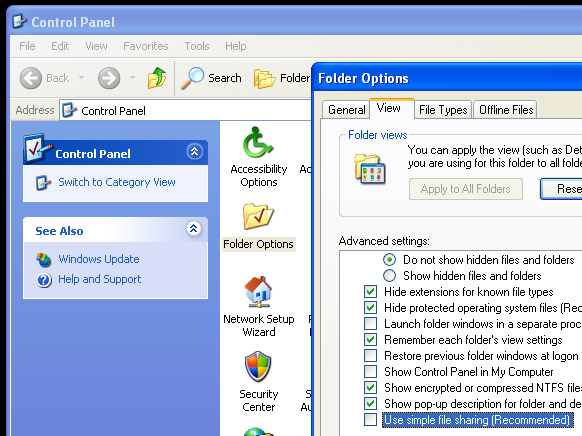 Control Panel
File Edit View Favorites Tools Help
Back Search Folder
Address Control Panel
Control Panel
Switch to Category View
See Also
Windows Update
Help and Support
Accessibility
Options
Folder Options
Network Setup
Wizard
Security
Center
Folder Options
General View File Types Offline Files
Folder views
You can apply the view (such as Det
you are using for this folder to all folde
Apply to All Folders Rese
Advanced settings:
Do not show hidden files and folders
Show hidden files and folders
Hide extensions for known file types
Hide protected operating system files (Rec
Launch folder windows in a separate proc
Remember each folder's view settings
Restore previous folder windows at logon
Show Control Panel in My Computer
Show encrypted or compressed NTFS files
Show pop-up description for folder and de
Use simple file sharing (Recommended)